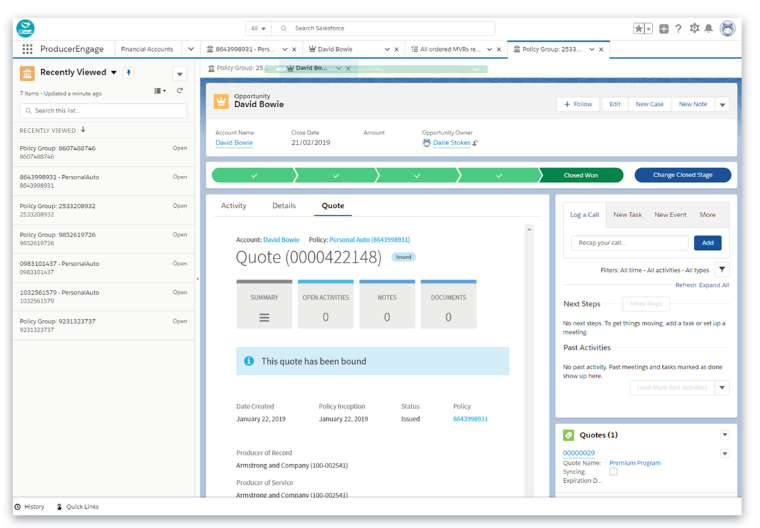 All
Search Salesforce
ProducerEngage
Financial Accounts
8643998931 - Pers...
David Bowie
All ordered MVRs re...
Policy Group: 2533...
Recently Viewed
7 items • Updated a minute ago
Search this list...
RECENTLY VIEWED
Policy Group: 8607488746
8607488746
Open
8643998931 - PersonalAuto
8643998931
Open
Policy Group: 2533208932
2533208932
Open
Policy Group: 9852619726
9852619726
Open
0983101437 - PersonalAuto
0983101437
Open
1032561579 - PersonalAuto
1032561579
Open
Policy Group: 9231323737
9231323737
Open
Policy Group: 25...
David Bo...
Opportunity
David Bowie
+ Follow
Edit
New Case
New Note
Account Name
David Bowie
Close Date
21/02/2019
Amount
Opportunity Owner
Daire Stokes
Closed Won
Change Closed Stage
Activity
Details
Quote
Account: David Bowie
Policy: Personal Auto (8643998931)
Quote (0000422148)
Issued
SUMMARY
OPEN ACTIVITIES
0
NOTES
0
DOCUMENTS
0
This quote has been bound
Date Created
January 22, 2019
Policy Inception
January 22, 2019
Status
Issued
Policy
8643998931
Producer of Record
Armstrong and Company (100-002541)
Producer of Service
Armstrong and Company (100-002541)
Log a Call
New Task
New Event
More
Recap your call...
Add
Filters: All time • All activities • All types
Refresh
Expand All
Next Steps
More Steps
No next steps. To get things moving, add a task or set up a
meeting.
Past Activities
No past activity. Past meetings and tasks marked as done
show up here.
Load More Past Activities
Quotes (1)
00000029
Quote Name:
Premium Program
Syncing:
Expiration D...
History
Quick Links